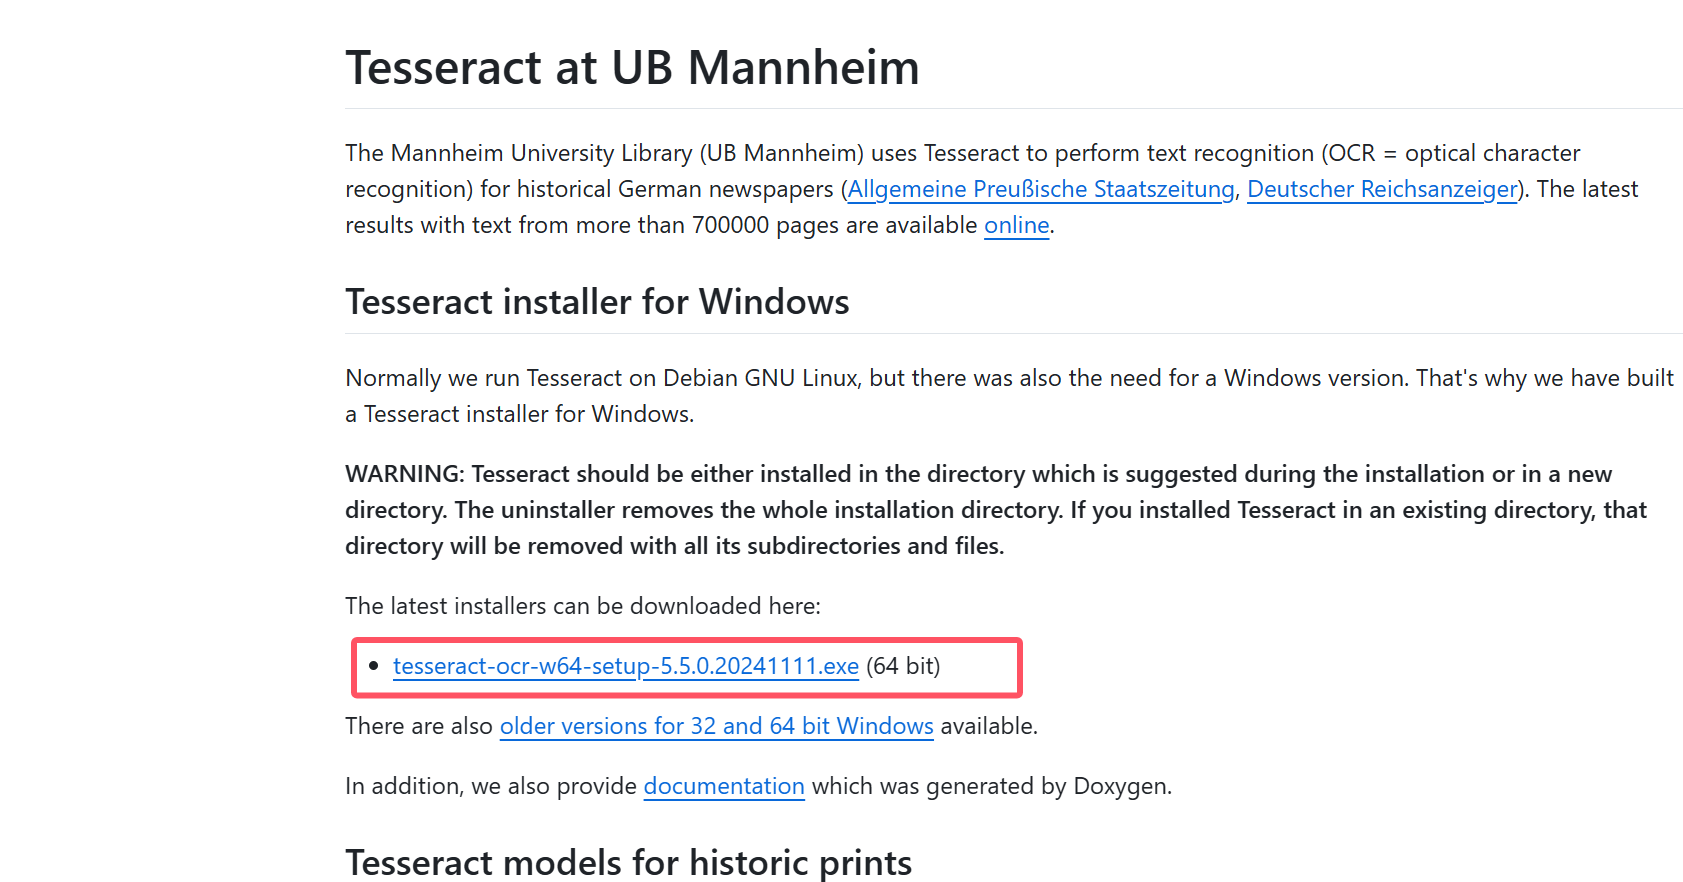 Tesseract at UB Mannheim
The Mannheim University Library (UB Mannheim) uses Tesseract to perform text recognition (OCR = optical character
recognition) for historical German newspapers (Allgemeine Preußische Staatszeitung, Deutscher Reichsanzeiger). The latest
results with text from more than 700000 pages are available online.
Tesseract installer for Windows
Normally we run Tesseract on Debian GNU Linux, but there was also the need for a Windows version. That's why we have built
a Tesseract installer for Windows.
WARNING: Tesseract should be either installed in the directory which is suggested during the installation or in a new
directory. The uninstaller removes the whole installation directory. If you installed Tesseract in an existing directory, that
directory will be removed with all its subdirectories and files.
The latest installers can be downloaded here:
• tesseract-ocr-w64-setup-5.5.0.20241111.exe (64 bit)
There are also older versions for 32 and 64 bit Windows available.
In addition, we also provide documentation which was generated by Doxygen.
Tesseract models for historic prints